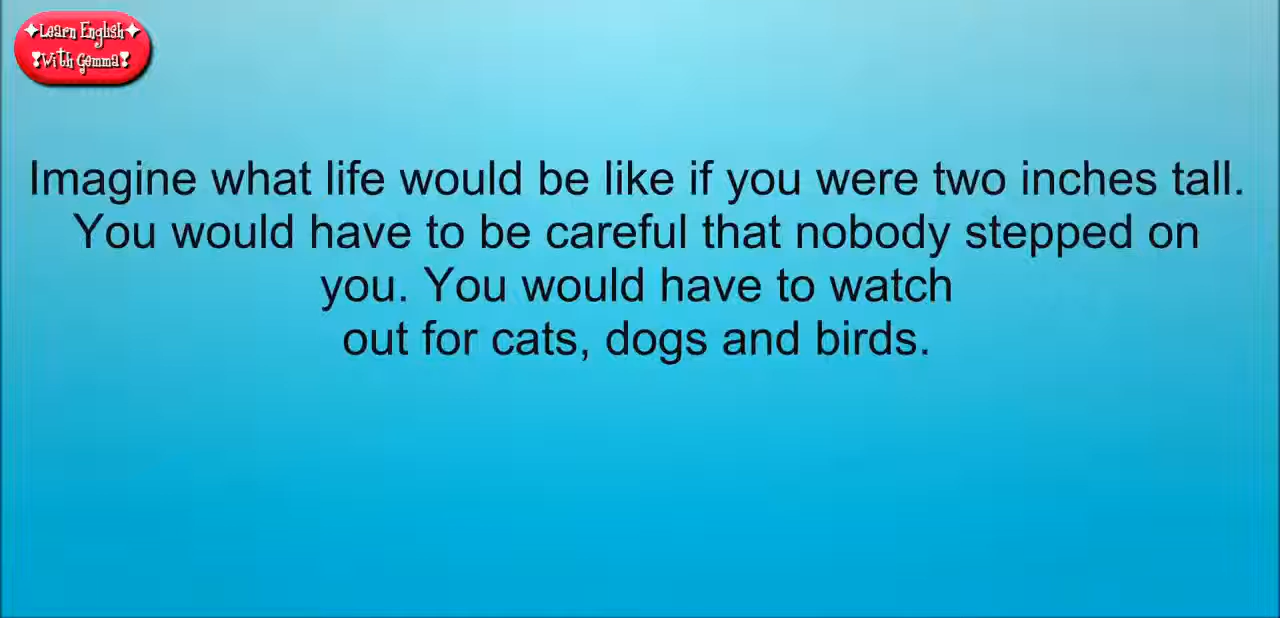 ✦Learn English✦
❣With Gemma❣
Imagine what life would be like if you were two inches tall.
You would have to be careful that nobody stepped on
you. You would have to watch
out for cats, dogs and birds.